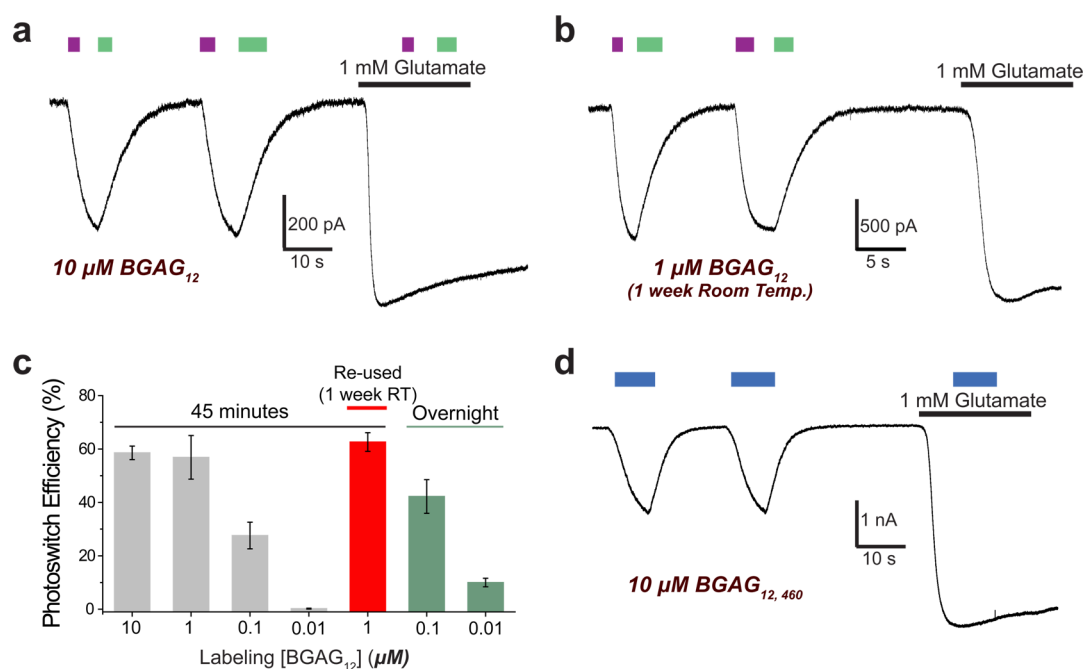 a
1 mM Glutamate
200 pA
10 s
10 µM BGAG12
b
1 mM Glutamate
500 pA
5 s
1 µM BGAG12
(1 week Room Temp.)
c
Photoswitch Efficiency (%)
80
60
40
20
0
45 minutes
Re-used
(1 week RT)
Overnight
10
1
0.1
0.01
1
0.1
0.01
Labeling [BGAG12] (µM)
d
1 mM Glutamate
1 nA
10 s
10 µM BGAG12, 460